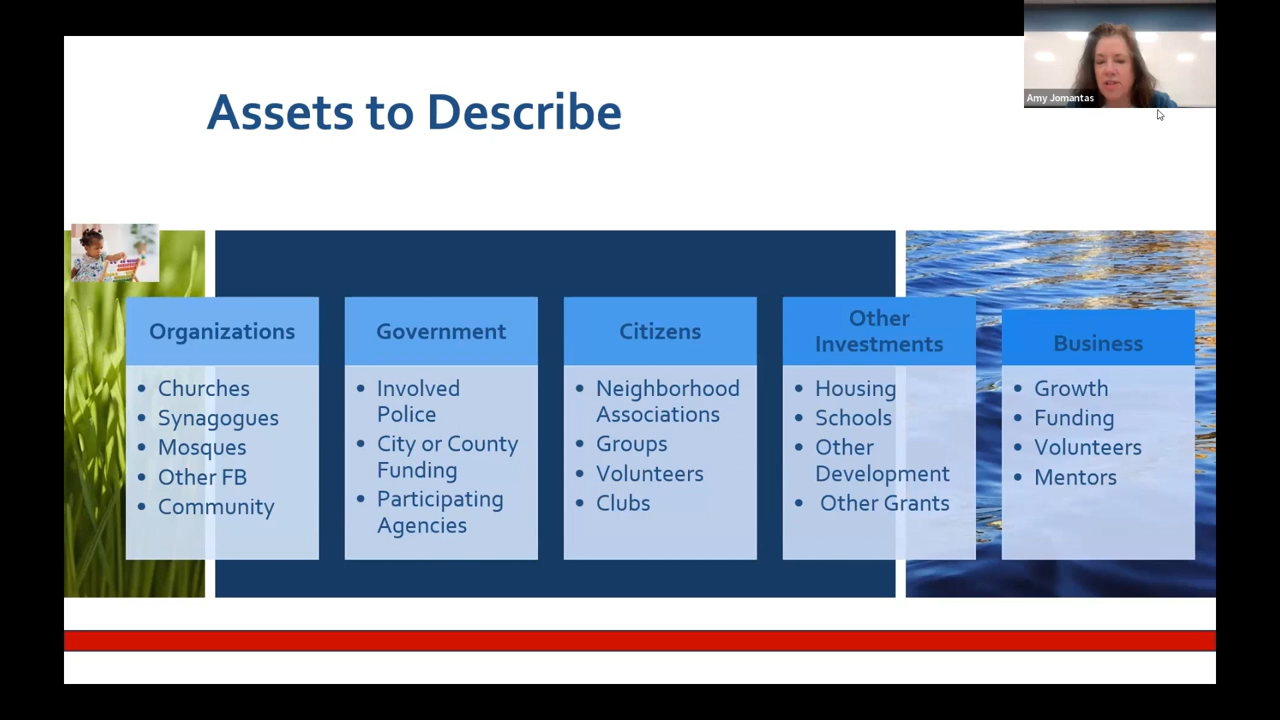 Amy Jomantas
Assets to Describe
Organizations
Churches
Synagogues
Mosques
Other FB
Community
Government
Involved
Police
City or County
Funding
Participating
Agencies
Citizens
Neighborhood
Associations
Groups
Volunteers
Clubs
Other
Investments
Housing
Schools
Other
Development
Other Grants
Business
Growth
Funding
Volunteers
Mentors